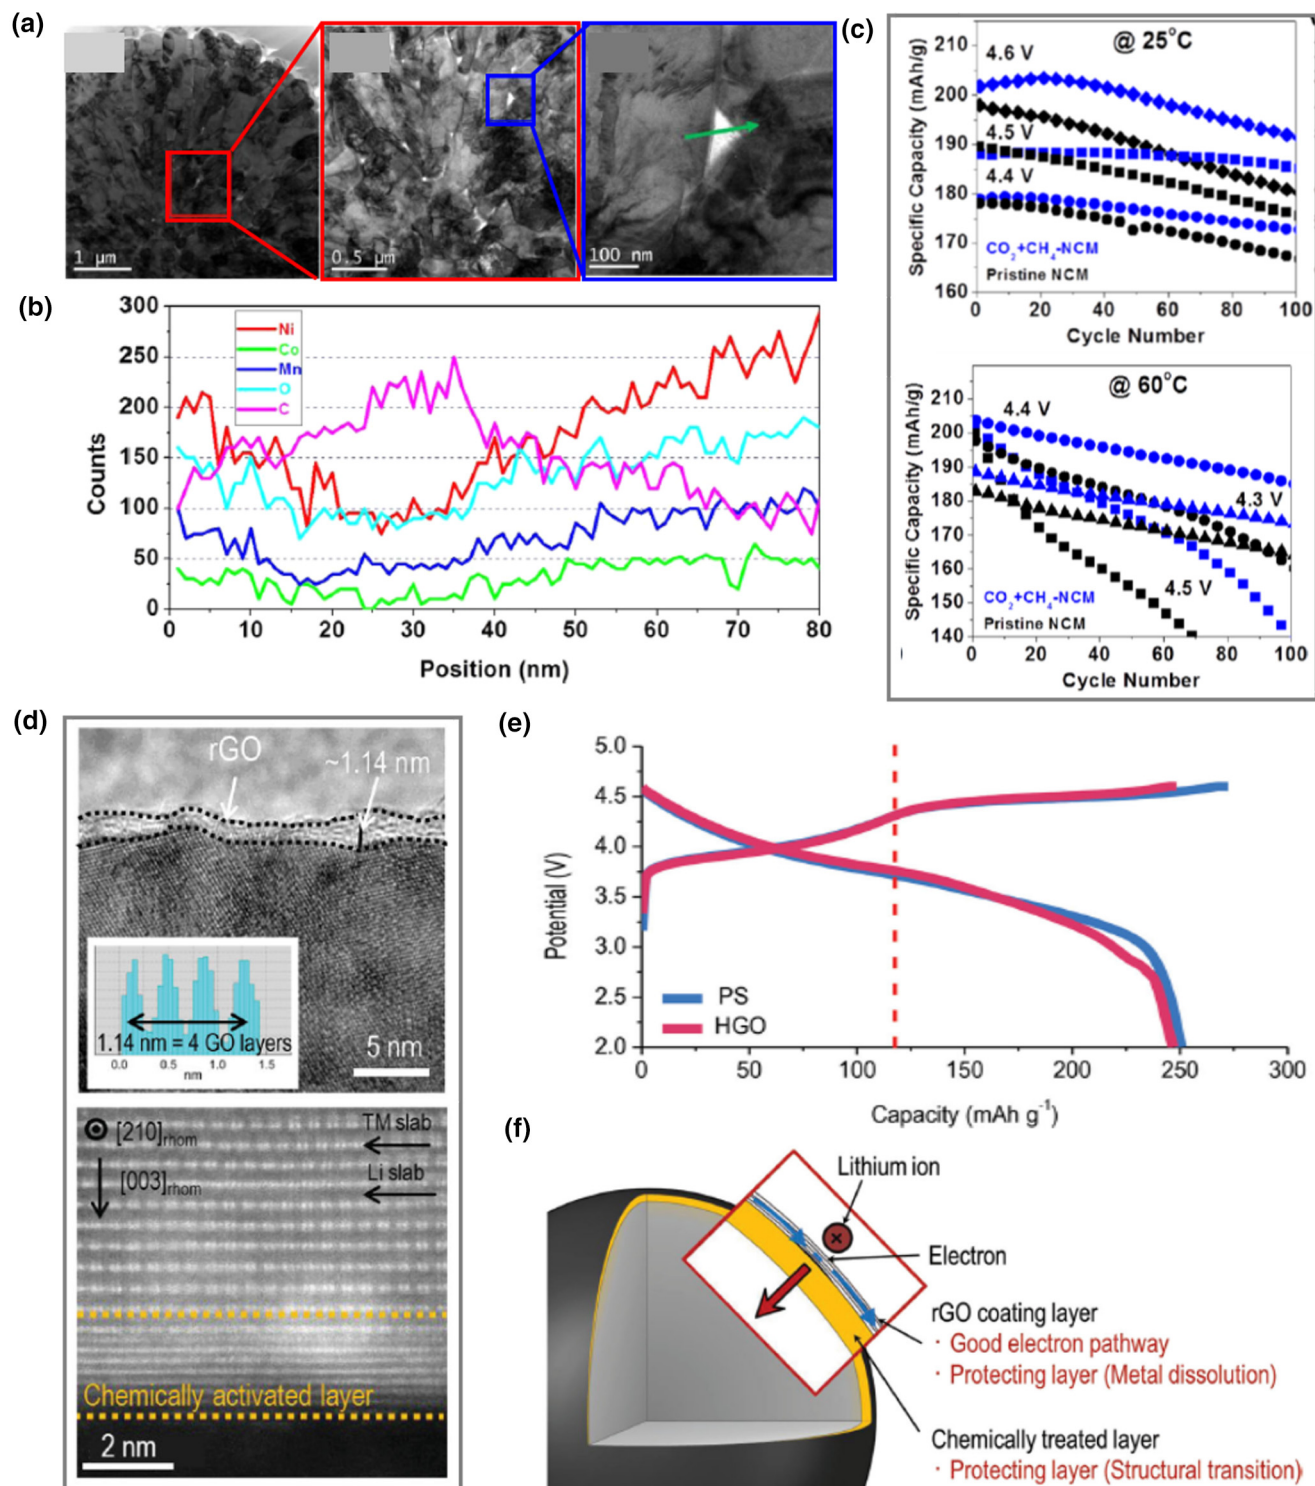 (a)
1 µm
0.5 µm
100 nm
(b)
300
250
200
150
100
50
0
Counts
Ni
Co
Mn
O
C
0 10 20 30 40 50 60 70 80
Position (nm)
(c)
@ 25°C
210
200
190
180
170
160
Specific Capacity (mAh/g)
4.6 V
4.5 V
4.4 V
CO₂+CH₄-NCM
Pristine NCM
0 20 40 60 80 100
Cycle Number
@ 60°C
210
200
190
180
170
160
150
140
Specific Capacity (mAh/g)
4.4 V
4.3 V
4.5 V
CO₂+CH₄-NCM
Pristine NCM
0 20 40 60 80 100
Cycle Number
(d)
rGO
~1.14 nm
1.14 nm = 4 GO layers
0.0 0.5 1.0 1.5
nm
5 nm
[210]rhom
[003]rhom
TM slab
Li slab
Chemically activated layer
2 nm
(e)
5.0
4.5
4.0
3.5
3.0
2.5
2.0
Potential (V)
PS
HGO
0 50 100 150 200 250 300
Capacity (mAh g⁻¹)
(f)
Lithium ion
Electron
rGO coating layer
· Good electron pathway
· Protecting layer (Metal dissolution)
Chemically treated layer
· Protecting layer (Structural transition)